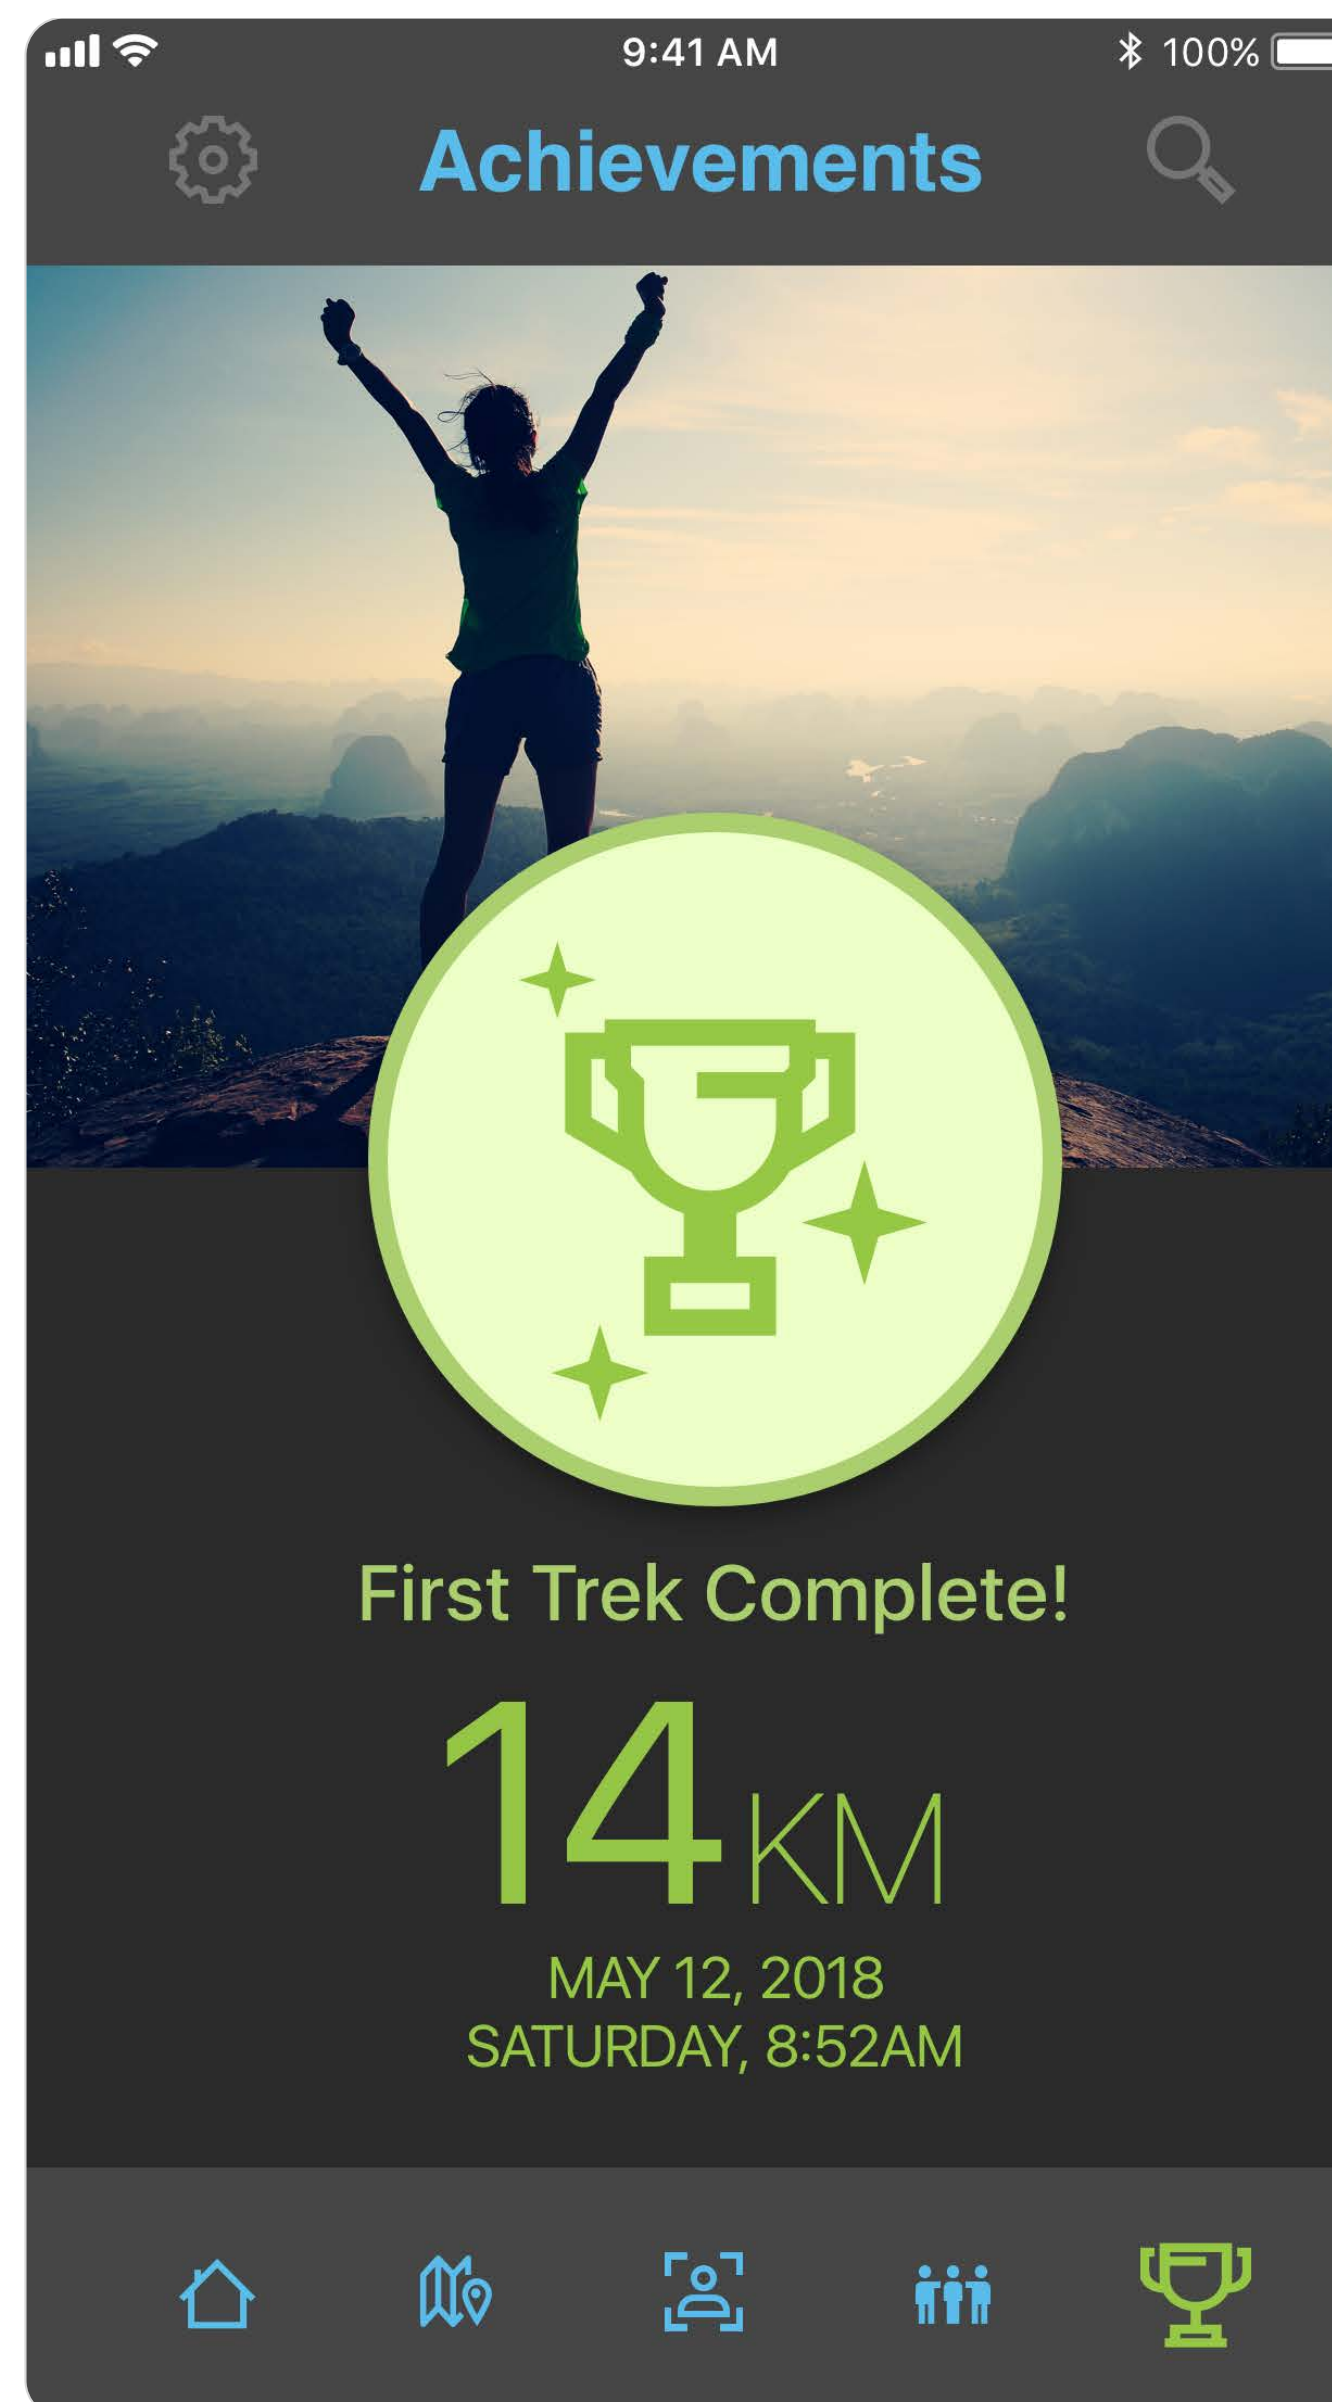 9:41 AM
100%
Achievements
First Trek Complete!
14 KM
MAY 12, 2018
SATURDAY, 8:52AM